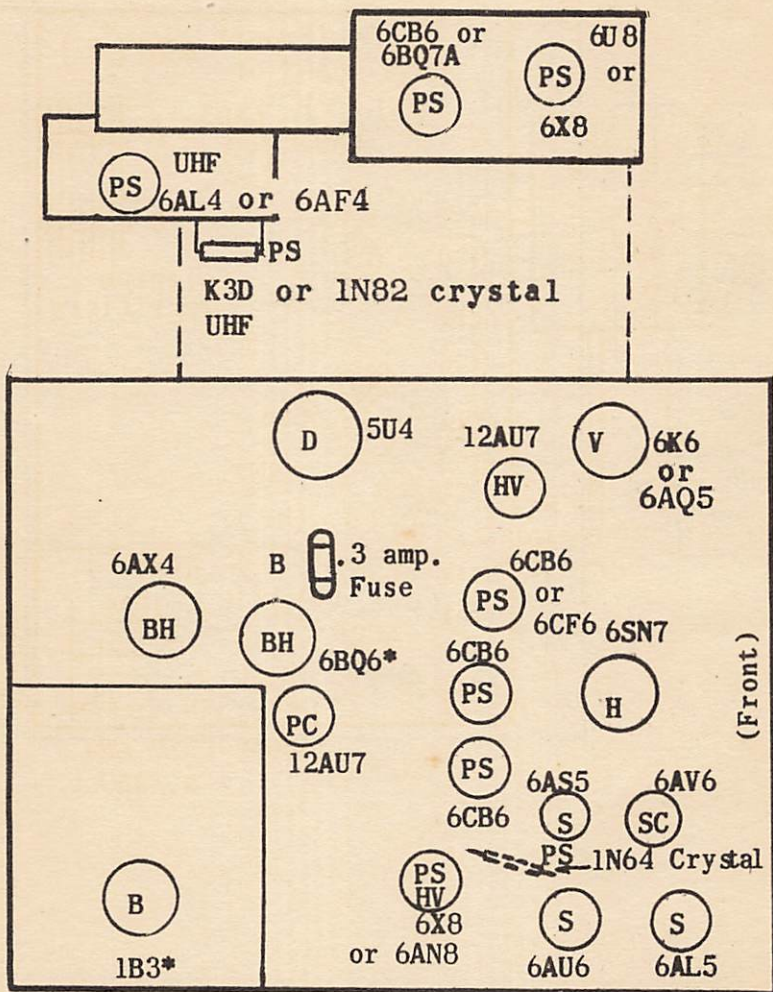 6CB6 or
6BQ7A
PS
6U8
or
6X8
PS
UHF
PS
6AL4 or 6AF4
PS
K3D or 1N82 crystal
UHF
D
5U4
12AU7
HV
V
6K6
or
6AQ5
6AX4
BH
B
.3 amp.
Fuse
BH
6BQ6*
6CB6
or
6CF6
PS
6CB6
PS
6SN7
H
(Front)
PC
12AU7
PS
6CB6
6AS5
S
6AV6
SC
PS
1N64 Crystal
PS
HV
6X8
or 6AN8
S
6AU6
S
6AL5
B
1B3*